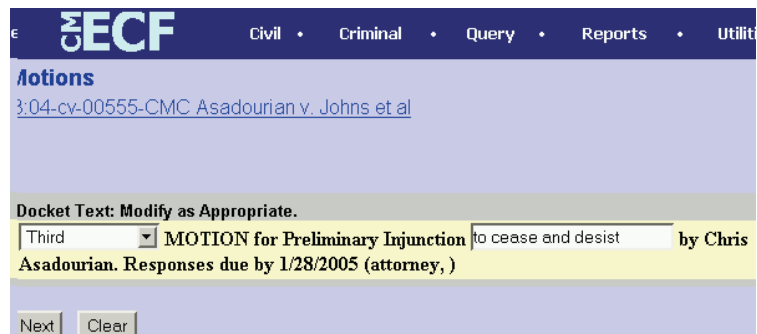 E CM ECF Civil • Criminal • Query • Reports • Utiliti
Motions
3:04-cv-00555-CMC Asadourian v. Johns et al
Docket Text: Modify as Appropriate.
Third MOTION for Preliminary Injunction to cease and desist by Chris
Asadourian. Responses due by 1/28/2005 (attorney, )
Next Clear